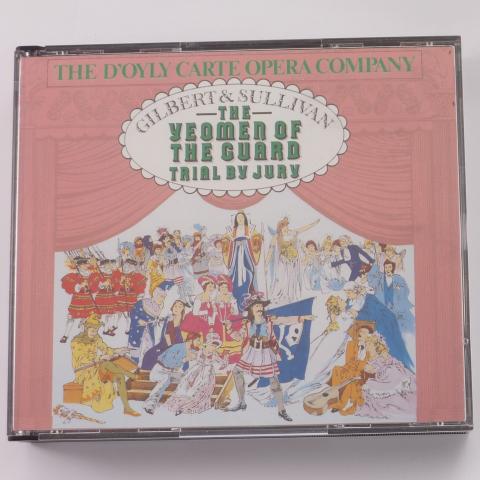 THE D'OYLY CARTE OPERA COMPANY
GILBERT & SULLIVAN
THE
YEOMEN OF
THE GUARD
TRIAL BY JURY